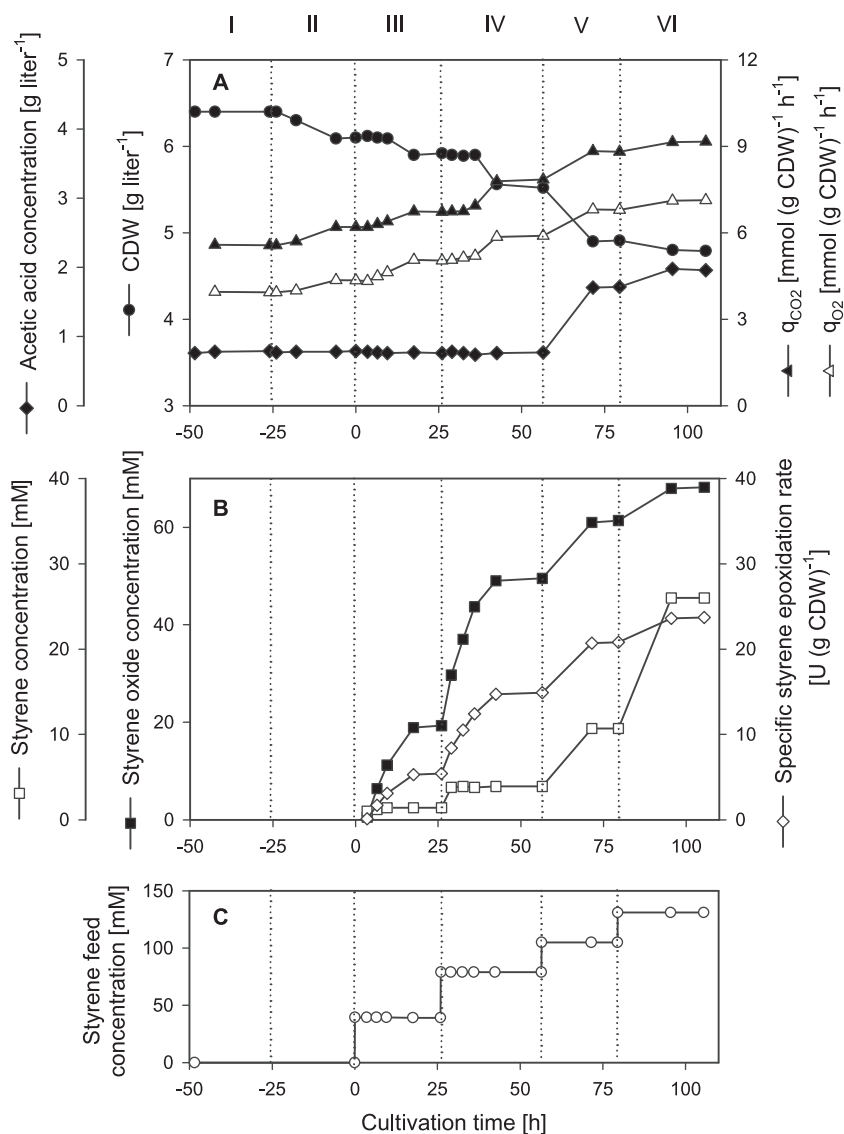 I II III IV V VI
A
Acetic acid concentration [g liter⁻¹]
0 1 2 3 4 5
CDW [g liter⁻¹]
3 4 5 6 7
qCO2 [mmol (g CDW)⁻¹ h⁻¹]
qO2 [mmol (g CDW)⁻¹ h⁻¹]
0 3 6 9 12
-50 -25 0 25 50 75 100
B
Styrene concentration [mM]
0 10 20 30 40
Styrene oxide concentration [mM]
0 20 40 60
Specific styrene epoxidation rate
[U (g CDW)⁻¹]
0 10 20 30 40
-50 -25 0 25 50 75 100
C
Styrene feed
concentration [mM]
0 50 100 150
-50 -25 0 25 50 75 100
Cultivation time [h]